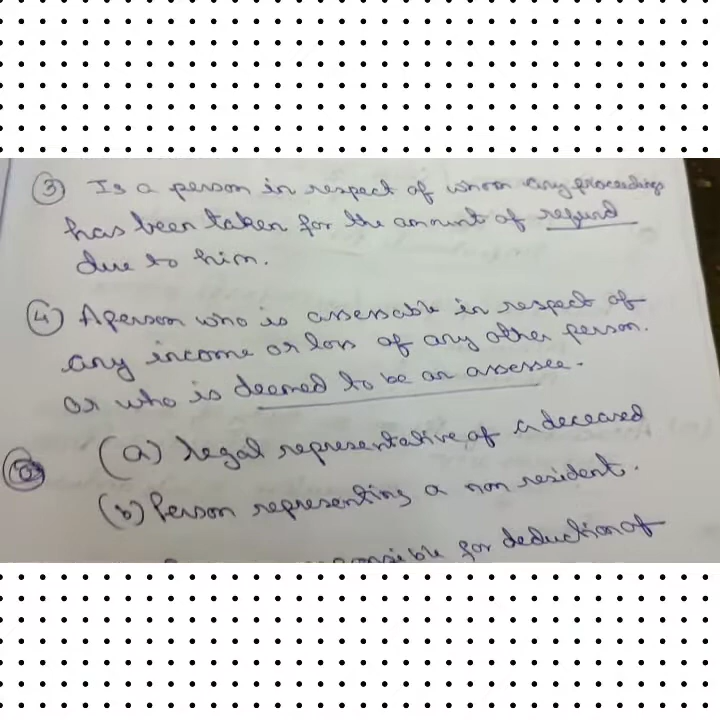 ③ Is a person in respect of whom any proceedings
has been taken for the amount of refund
due to him.
④ A person who is assessable in respect of
any income or loss of any other person.
or who is deemed to be an assessee.
(a) legal representative of a deceased
(b) Person representing a non resident.
for deduction of